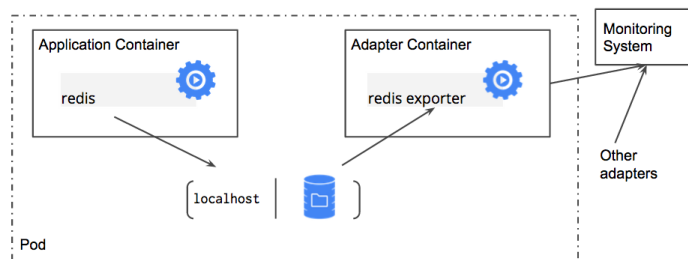 Application Container
redis
Adapter Container
redis exporter
Monitoring
System
localhost
Other
adapters
Pod